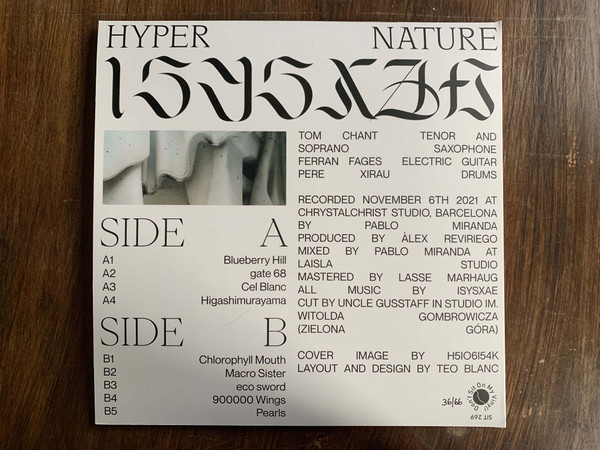 HYPER NATURE
ISYSXAE
TOM CHANT TENOR AND
SOPRANO SAXOPHONE
FERRAN FAGES ELECTRIC GUITAR
PERE XIRAU DRUMS
RECORDED NOVEMBER 6TH 2021 AT
CHRYSTALCHRIST STUDIO, BARCELONA
BY PABLO MIRANDA
PRODUCED BY ÀLEX REVIRIEGO
MIXED BY PABLO MIRANDA AT
LAISLA STUDIO
MASTERED BY LASSE MARHAUG
ALL MUSIC BY ISYSXAE
CUT BY UNCLE GUSSTAFF IN STUDIO IM.
WITOLDA GOMBROWICZA
(ZIELONA GÓRA)
COVER IMAGE BY H5IO6I54K
LAYOUT AND DESIGN BY TEO BLANC
SIDE A
A1 Blueberry Hill
A2 gate 68
A3 Cel Blanc
A4 Higashimurayama
SIDE B
B1 Chlorophyll Mouth
B2 Macro Sister
B3 eco sword
B4 900000 Wings
B5 Pearls
36/66
Don't Sit On My Vinyl!
SIT 269